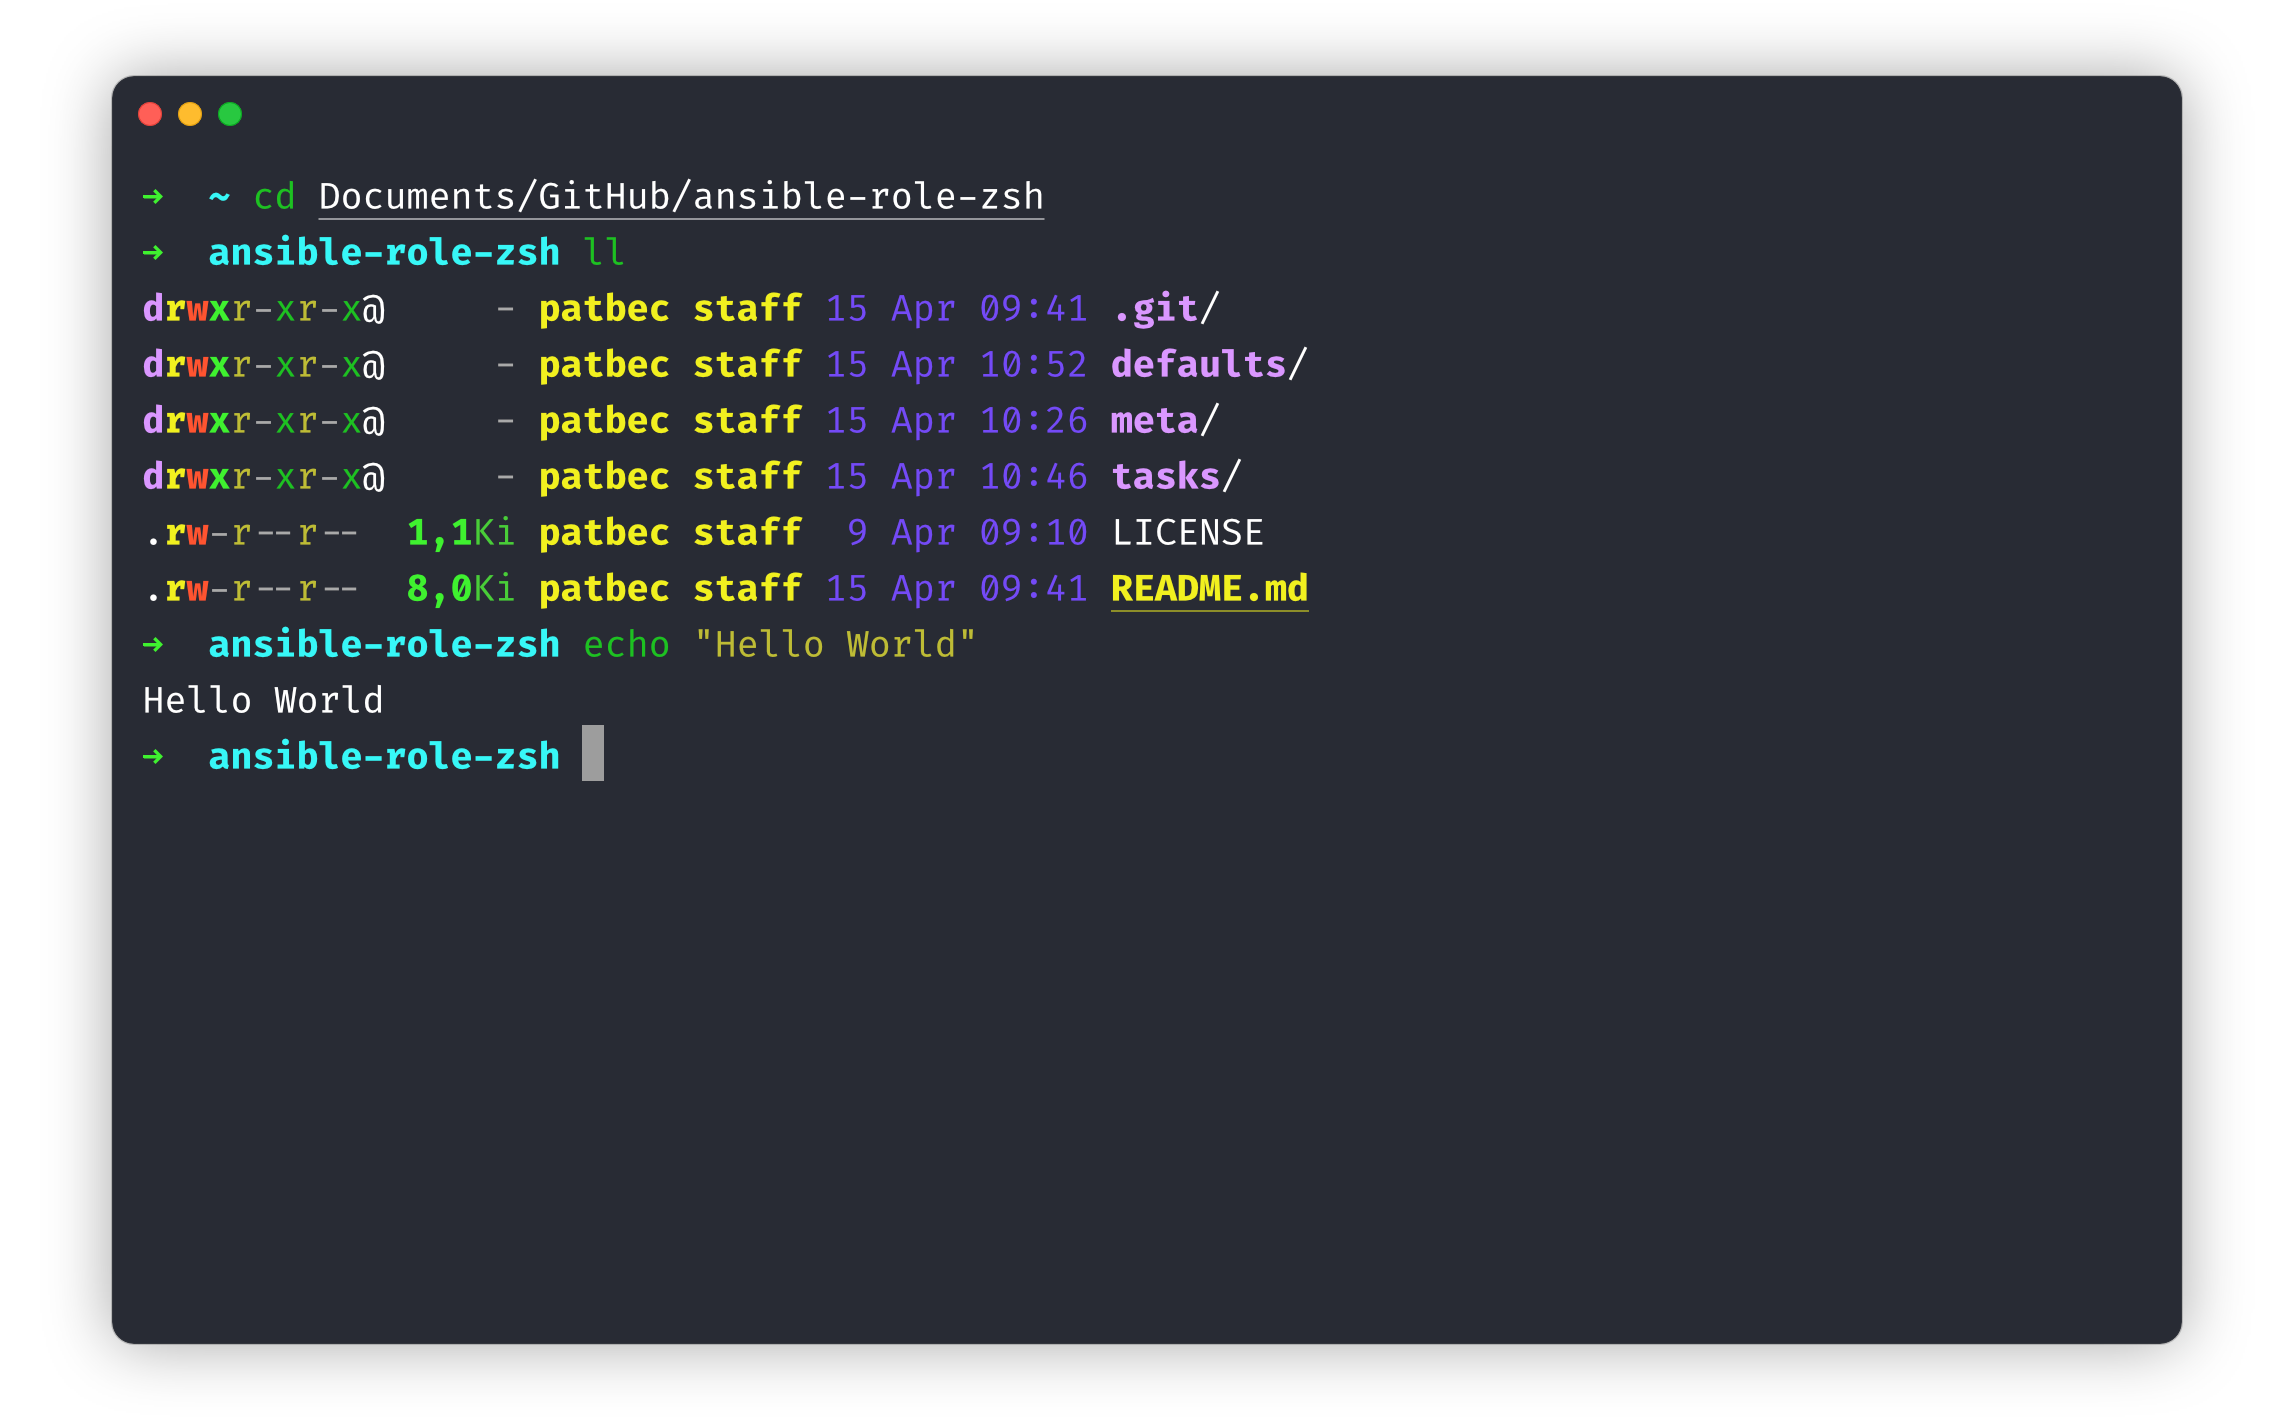 ➜  ~ cd Documents/GitHub/ansible-role-zsh
➜  ansible-role-zsh ll
drwxr-xr-x@     - patbec staff 15 Apr 09:41 .git/
drwxr-xr-x@     - patbec staff 15 Apr 10:52 defaults/
drwxr-xr-x@     - patbec staff 15 Apr 10:26 meta/
drwxr-xr-x@     - patbec staff 15 Apr 10:46 tasks/
.rw-r--r--  1,1Ki patbec staff  9 Apr 09:10 LICENSE
.rw-r--r--  8,0Ki patbec staff 15 Apr 09:41 README.md
➜  ansible-role-zsh echo "Hello World"
Hello World
➜  ansible-role-zsh